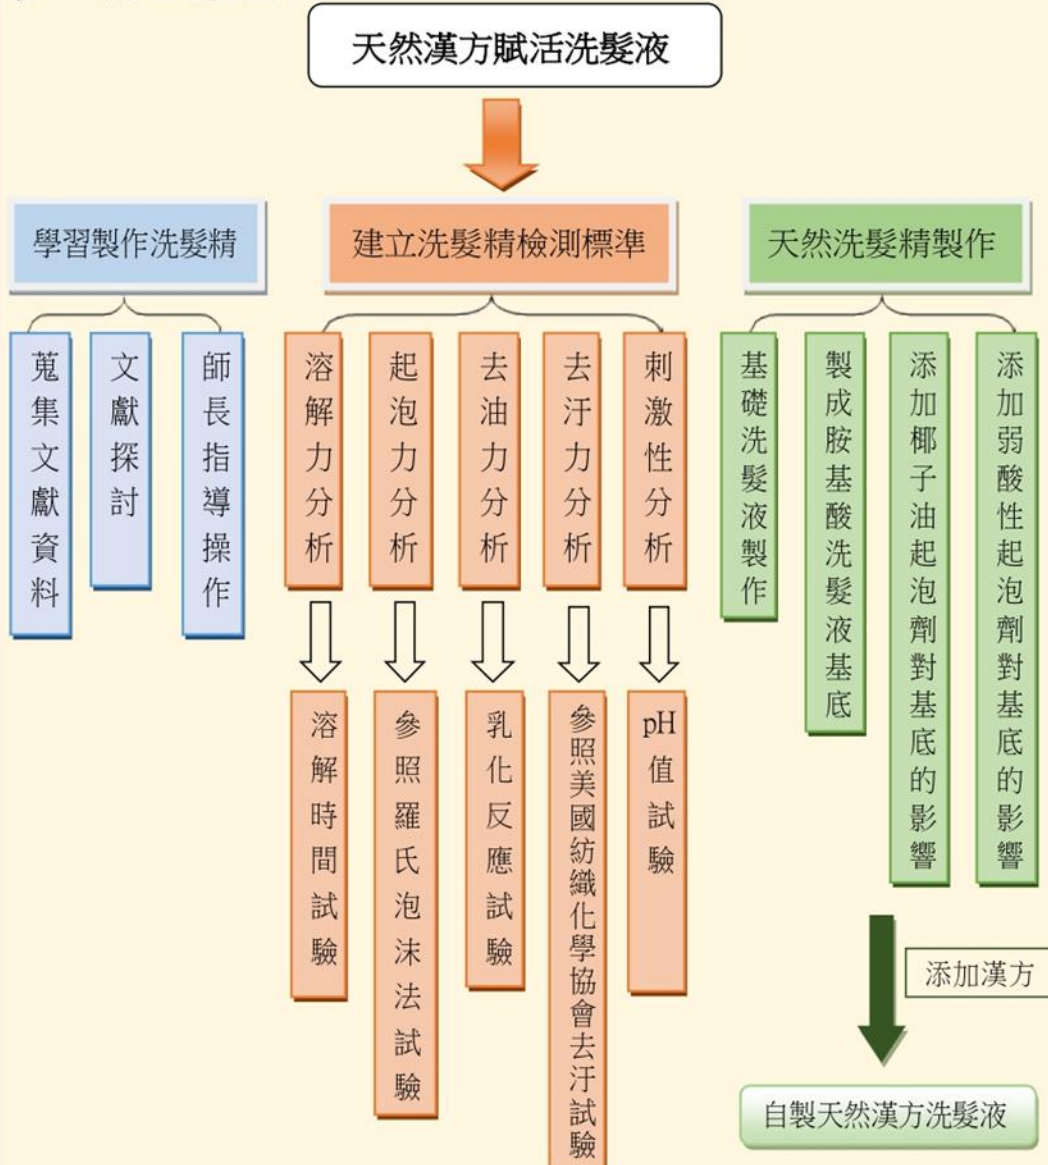 天然漢方賦活洗髮液
學習製作洗髮精
蒐集文獻資料
文獻探討
師長指導操作
建立洗髮精檢測標準
溶解力分析
起泡力分析
去油力分析
去汙力分析
刺激性分析
溶解時間試驗
參照羅氏泡沫法試驗
乳化反應試驗
參照美國紡織化學協會去汙試驗
pH值試驗
天然洗髮精製作
基礎洗髮液製作
製成胺基酸洗髮液基底
添加椰子油起泡劑對基底的影響
添加弱酸性起泡劑對基底的影響
添加漢方
自製天然漢方洗髮液